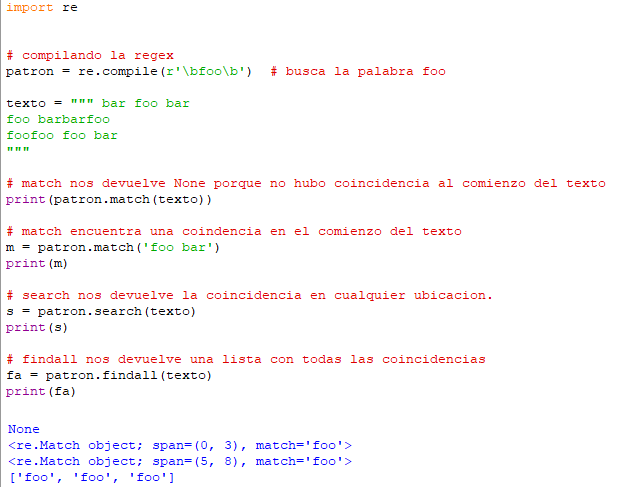 import re
# compilando la regex
patron = re.compile(r'\bfoo\b')  # busca la palabra foo
texto = """ bar foo bar
foo barbarfoo
foofoo foo bar
"""
# match nos devuelve None porque no hubo coincidencia al comienzo del texto
print(patron.match(texto))
# match encuentra una coindencia en el comienzo del texto
m = patron.match('foo bar')
print(m)
# search nos devuelve la coincidencia en cualquier ubicacion.
s = patron.search(texto)
print(s)
# findall nos devuelve una lista con todas las coincidencias
fa = patron.findall(texto)
print(fa)
None
<re.Match object; span=(0, 3), match='foo'>
<re.Match object; span=(5, 8), match='foo'>
['foo', 'foo', 'foo']